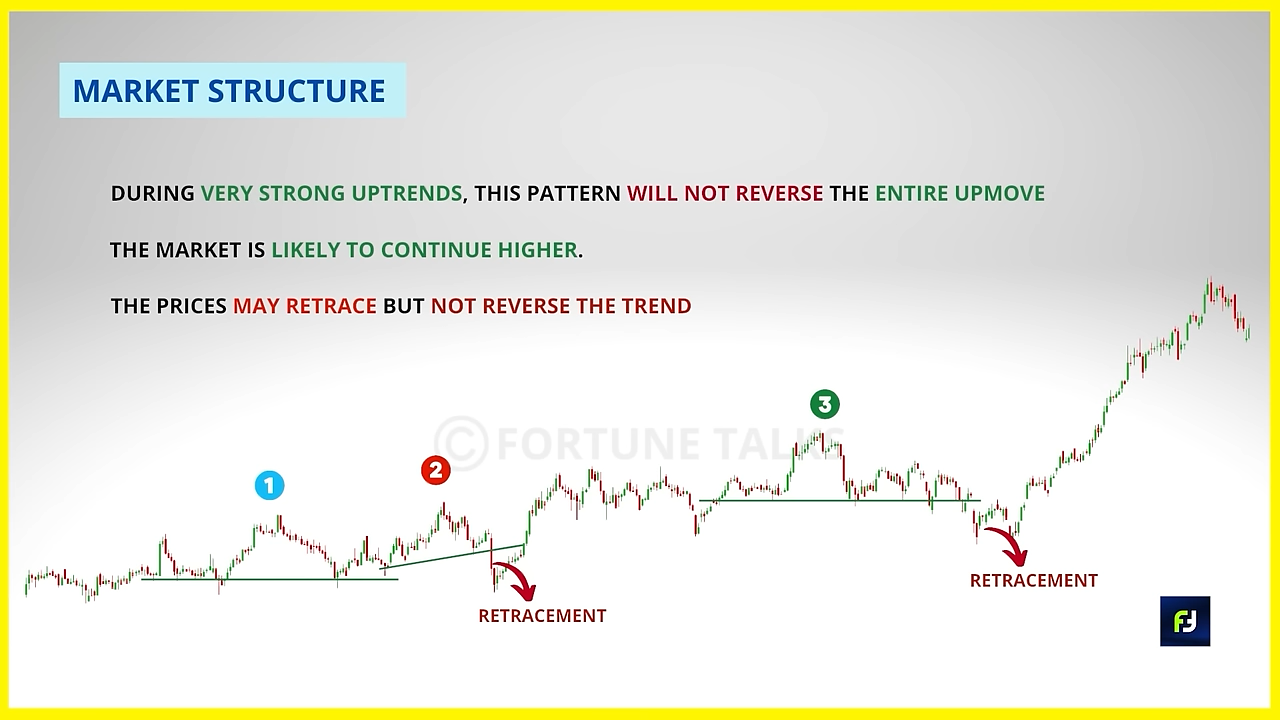 MARKET STRUCTURE
DURING VERY STRONG UPTRENDS, THIS PATTERN WILL NOT REVERSE THE ENTIRE UPMOVE
THE MARKET IS LIKELY TO CONTINUE HIGHER.
THE PRICES MAY RETRACE BUT NOT REVERSE THE TREND
3
© FORTUNE TALKS
2
1
RETRACEMENT
RETRACEMENT